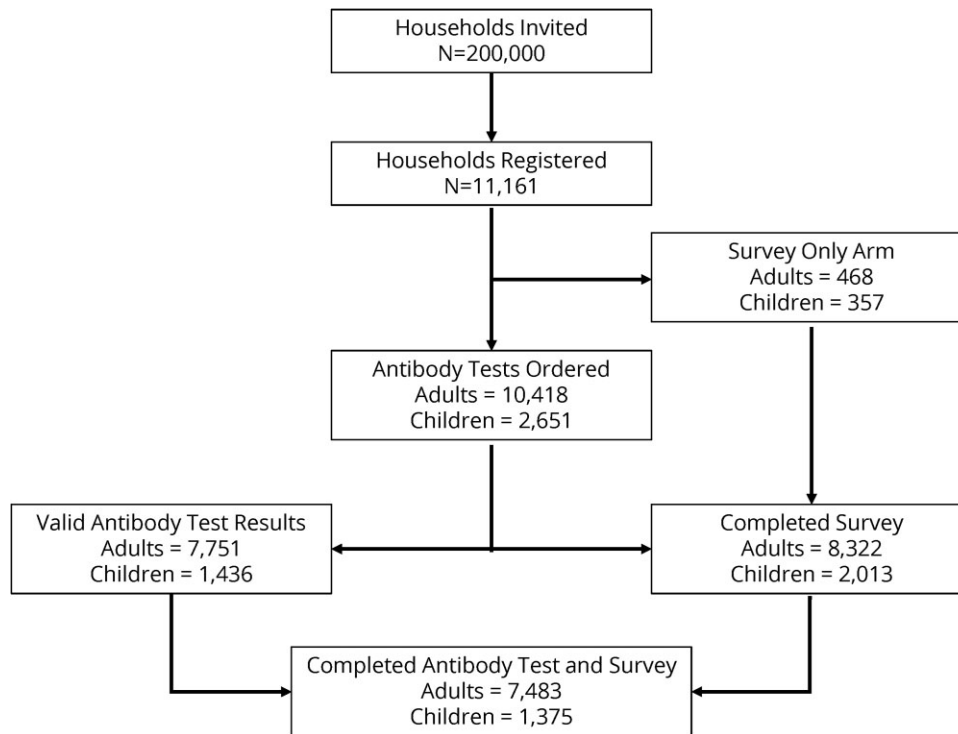 Households Invited
N=200,000
Households Registered
N=11,161
Survey Only Arm
Adults = 468
Children = 357
Antibody Tests Ordered
Adults = 10,418
Children = 2,651
Valid Antibody Test Results
Adults = 7,751
Children = 1,436
Completed Survey
Adults = 8,322
Children = 2,013
Completed Antibody Test and Survey
Adults = 7,483
Children = 1,375